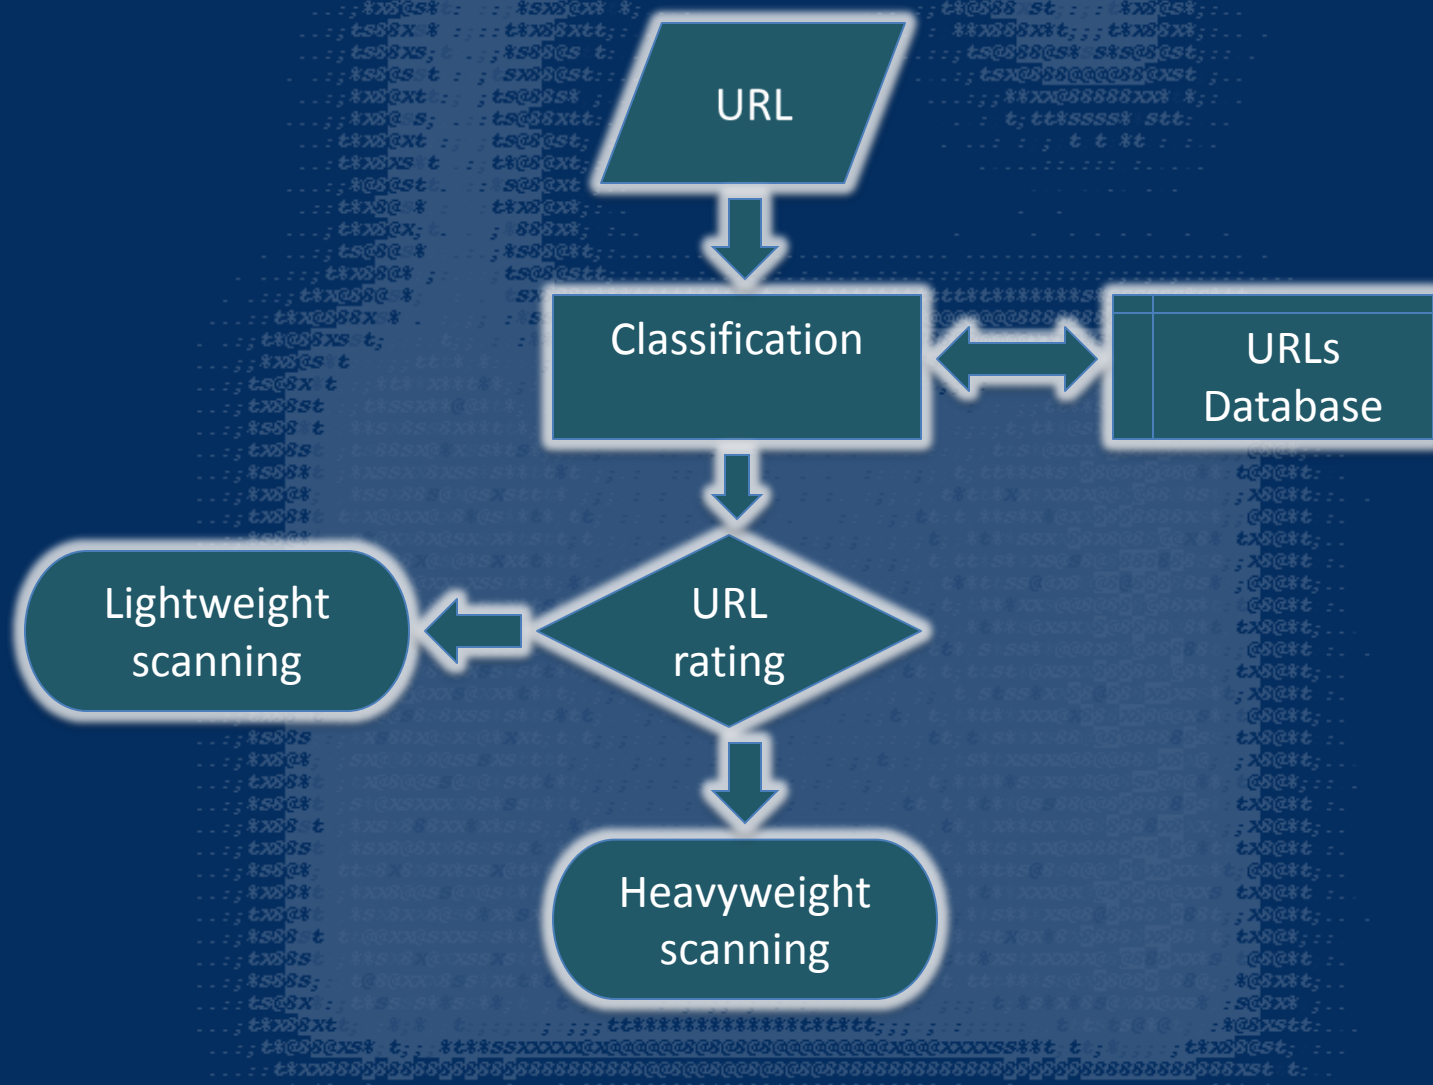 URL
Classification
URLs
Database
URL
rating
Lightweight
scanning
Heavyweight
scanning